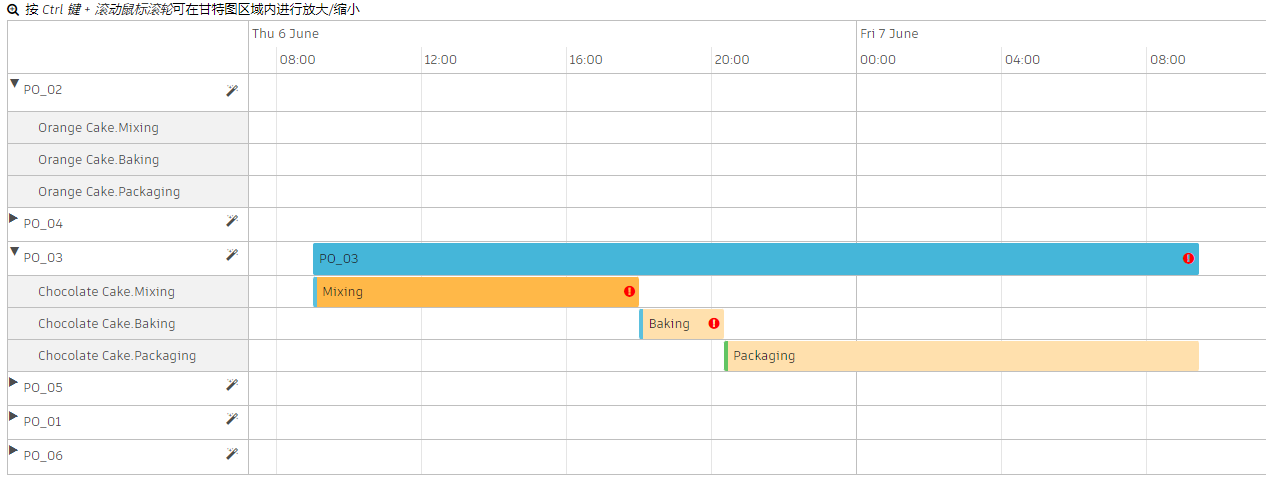 按 Ctrl 键 + 滚动鼠标滚轮可在甘特图区域内进行放大/缩小
Thu 6 June Fri 7 June
08:00 12:00 16:00 20:00 00:00 04:00 08:00
PO_02
Orange Cake.Mixing
Orange Cake.Baking
Orange Cake.Packaging
PO_04
PO_03 PO_03
Chocolate Cake.Mixing Mixing
Chocolate Cake.Baking Baking
Chocolate Cake.Packaging Packaging
PO_05
PO_01
PO_06